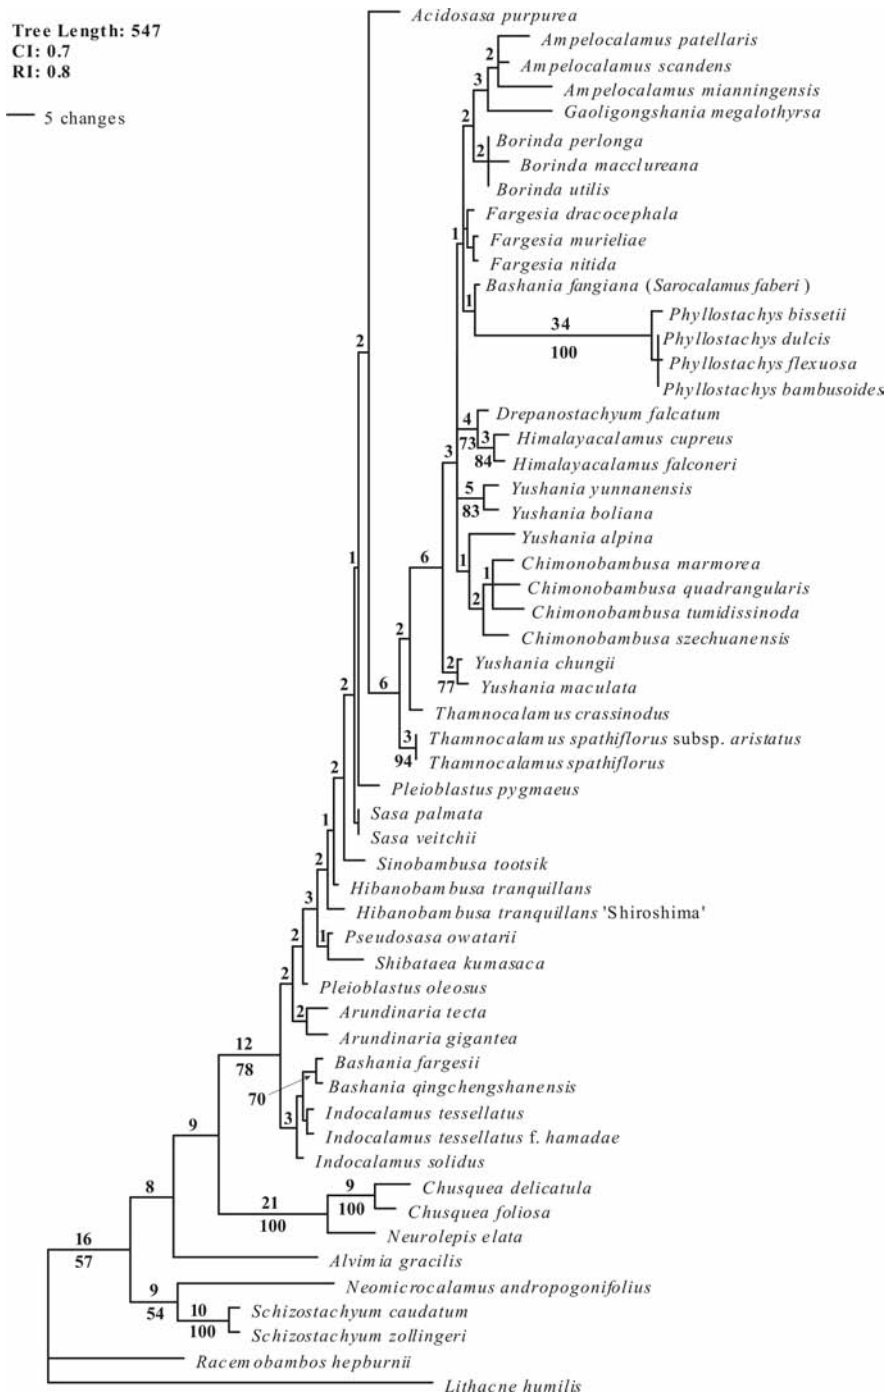 Tree Length: 547
CI: 0.7
RI: 0.8
5 changes
Acidosasa purpurea
Ampelocalamus patellaris
2
Ampelocalamus scandens
3
Ampelocalamus mianningensis
Gaoligongshania megalothyrsa
2
Borinda perlonga
2
Borinda macclureana
Borinda utilis
Fargesia dracocephala
1
Fargesia murieliae
Fargesia nitida
Bashania fangiana (Sarocalamus faberi)
1
Phyllostachys bissetii
34
Phyllostachys dulcis
2
100
Phyllostachys flexuosa
Phyllostachys bambusoides
Drepanostachyum falcatum
4
Himalayacalamus cupreus
73 3
3
84
Himalayacalamus falconeri
5
Yushania yunnanensis
83
Yushania boliana
Yushania alpina
6
1
1
Chimonobambusa marmorea
1
Chimonobambusa quadrangularis
2
Chimonobambusa tumidissinoda
2
Chimonobambusa szechuanensis
2
Yushania chungii
2
6
77
Yushania maculata
Thamnocalamus crassinodus
3
Thamnocalamus spathiflorus subsp. aristatus
94
Thamnocalamus spathiflorus
2
Pleioblastus pygmaeus
Sasa palmata
1
Sasa veitchii
2
Sinobambusa tootsik
Hibanobambusa tranquillans
3
Hibanobambusa tranquillans 'Shiroshima'
2
1
Pseudosasa owatarii
Shibataea kumasaca
2
Pleioblastus oleosus
2
Arundinaria tecta
Arundinaria gigantea
12
78
Bashania fargesii
70
Bashania qingchengshanensis
Indocalamus tessellatus
9
3
Indocalamus tessellatus f. hamadae
Indocalamus solidus
8
9
Chusquea delicatula
21
100
Chusquea foliosa
100
Neurolepis elata
16
57
Alvimia gracilis
9
Neomicrocalamus andropogonifolius
54
10
Schizostachyum caudatum
100
Schizostachyum zollingeri
Racemobambos hepburnii
Lithacne humilis